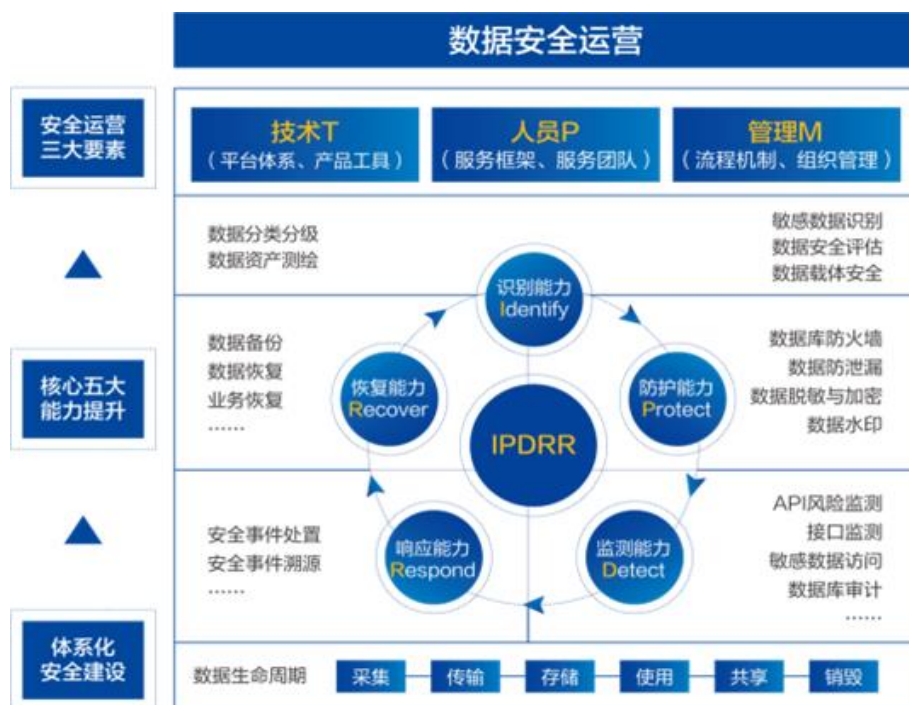 数据安全运营
安全运营
三大要素
技术T
（平台体系、产品工具）
人员P
（服务框架、服务团队）
管理M
（流程机制、组织管理）
数据分类分级
数据资产测绘
敏感数据识别
数据安全评估
数据载体安全
识别能力
Identify
核心五大
能力提升
数据备份
数据恢复
业务恢复
……
恢复能力
Recover
IPDRR
防护能力
Protect
数据库防火墙
数据防泄漏
数据脱敏与加密
数据水印
安全事件处置
安全事件溯源
……
响应能力
Respond
监测能力
Detect
API风险监测
接口监测
敏感数据访问
数据库审计
……
体系化
安全建设
数据生命周期
采集
传输
存储
使用
共享
销毁